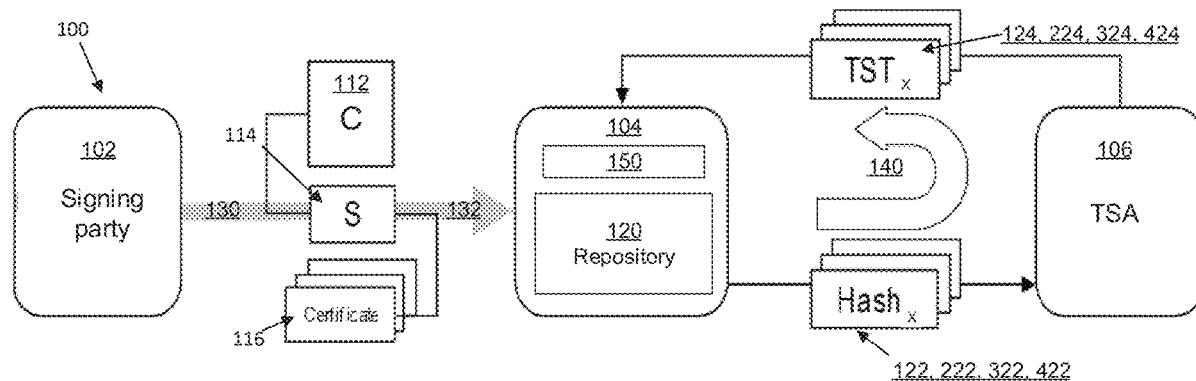 100
102
Signing
party
114
112
C
130
S
132
Certificate
116
104
150
120
Repository
TST x
124, 224, 324, 424
140
Hash x
122, 222, 322, 422
106
TSA